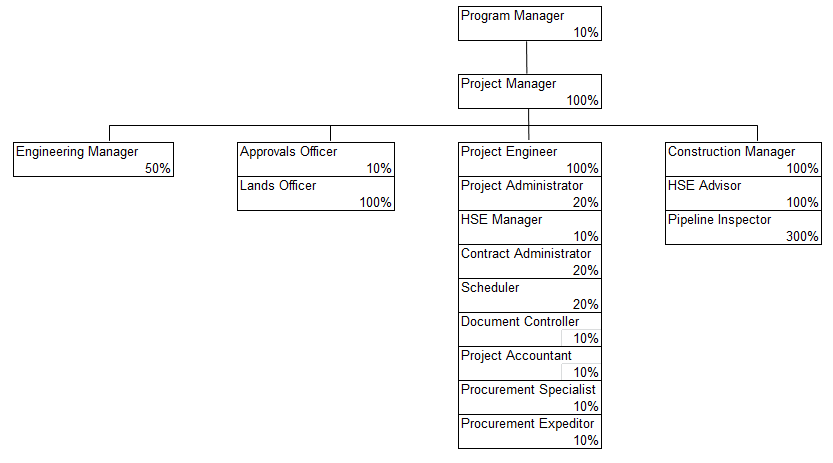 Program Manager
10%
Project Manager
100%
Engineering Manager
50%
Approvals Officer
10%
Lands Officer
100%
Project Engineer
100%
Project Administrator
20%
HSE Manager
10%
Contract Administrator
20%
Scheduler
20%
Document Controller
10%
Project Accountant
10%
Procurement Specialist
10%
Procurement Expeditor
10%
Construction Manager
100%
HSE Advisor
100%
Pipeline Inspector
300%